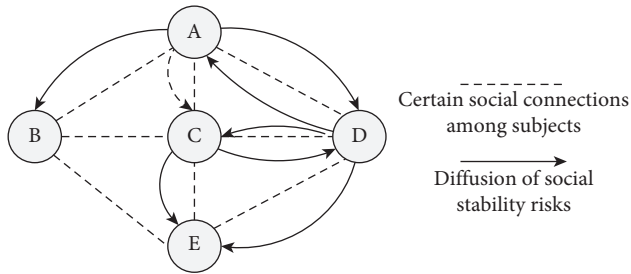 A
B
C
D
E
Certain social connections
among subjects
Diffusion of social
stability risks